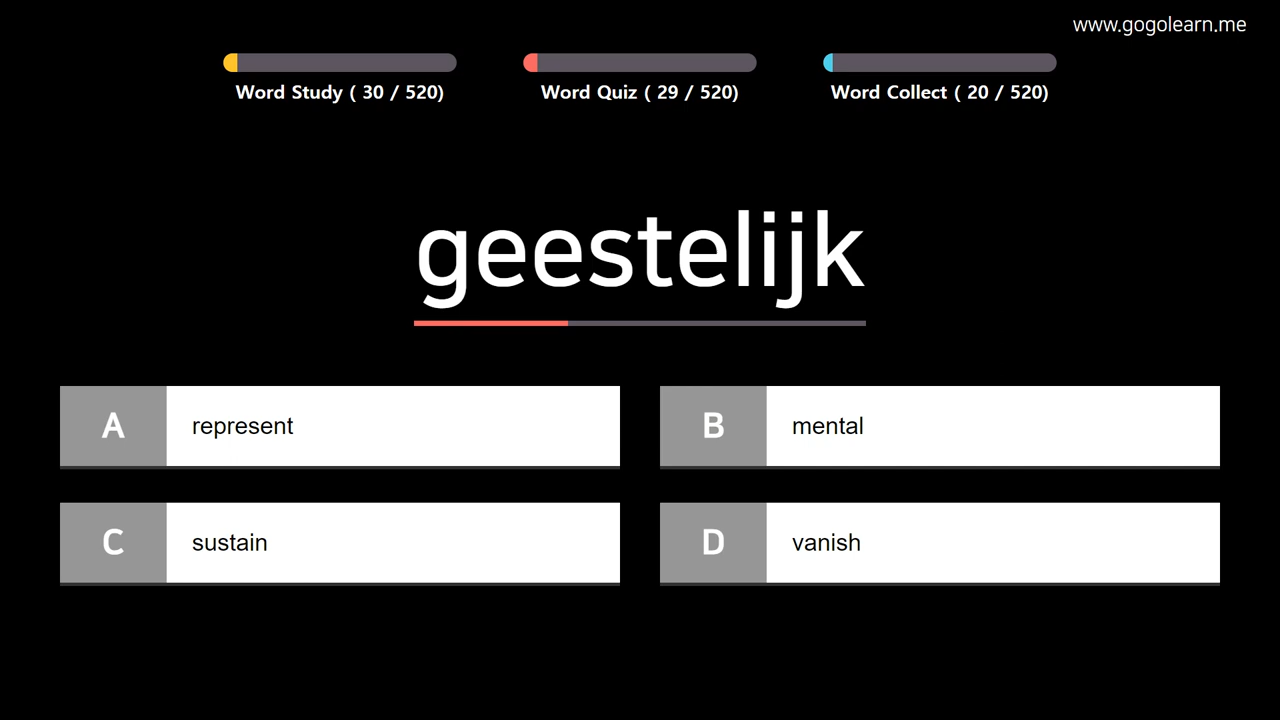 www.gogolearn.me
Word Study ( 30 / 520)
Word Quiz ( 29 / 520)
Word Collect ( 20 / 520)
geestelijk
A
represent
B
mental
C
sustain
D
vanish